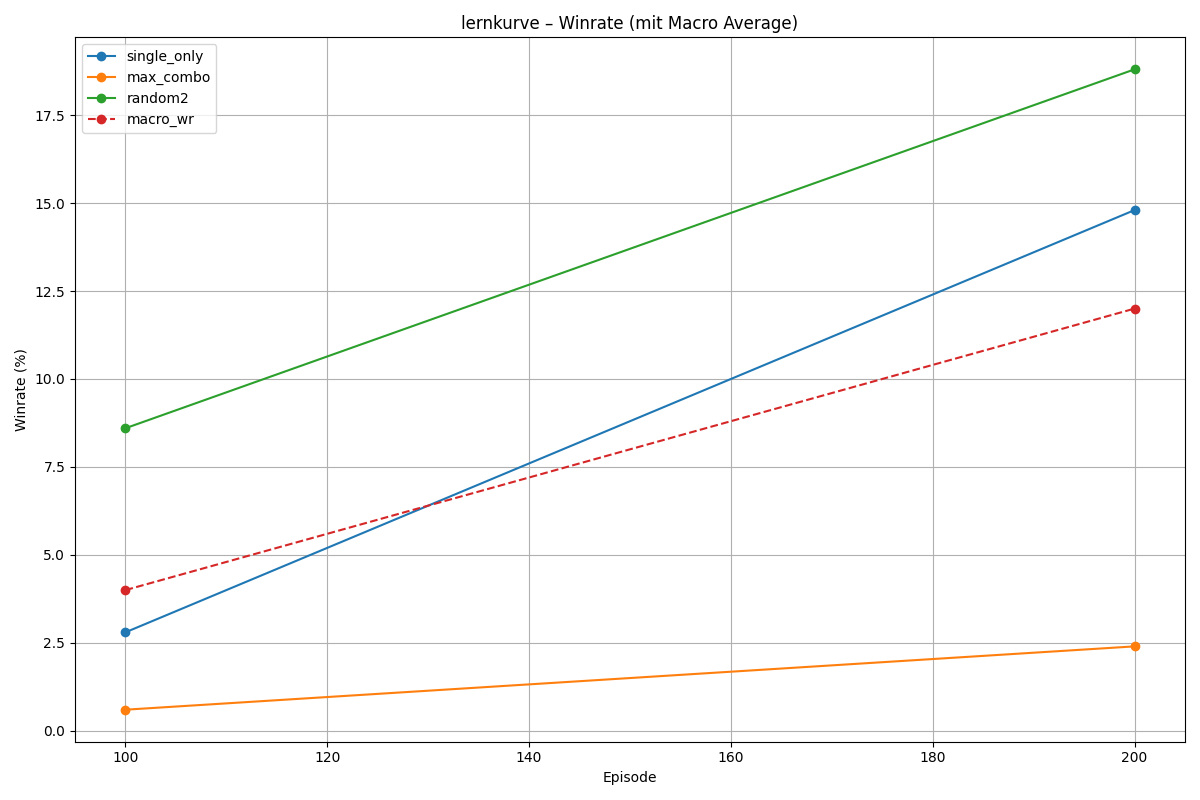 lernkurve – Winrate (mit Macro Average)
single_only
max_combo
random2
macro_wr
Winrate (%)
17.5
15.0
12.5
10.0
7.5
5.0
2.5
0.0
100 120 140 160 180 200
Episode